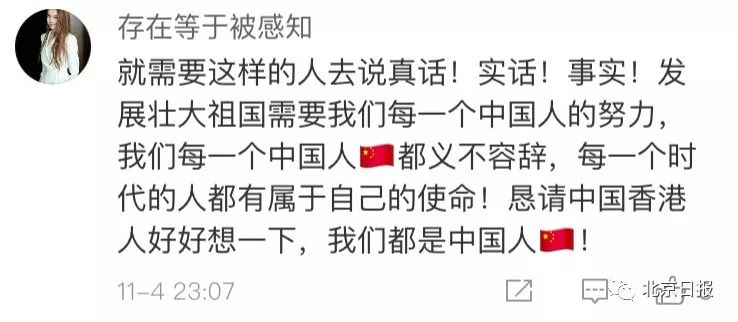 存在等于被感知
就需要这样的人去说真话！实话！事实！发
展壮大祖国需要我们每一个中国人的努力，
我们每一个中国人🇨🇳都义不容辞，每一个时
代的人都有属于自己的使命！恳请中国香港
人好好想一下，我们都是中国人🇨🇳！
11-4 23:07
北京日报